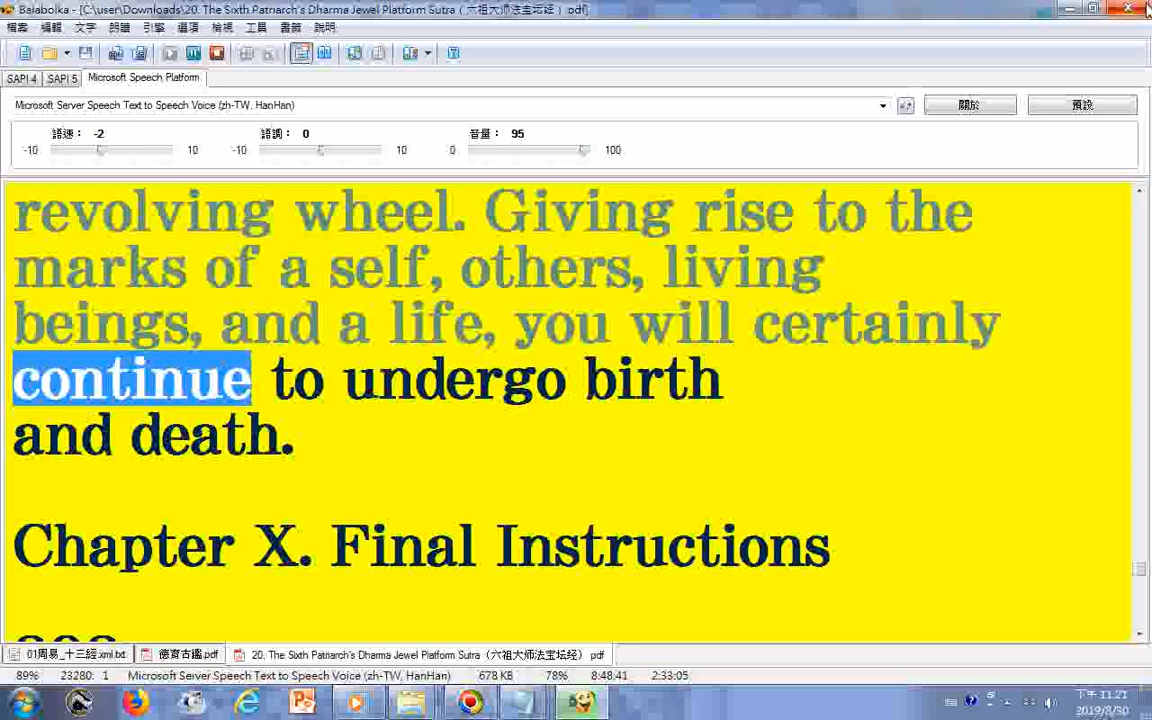 Balabolka - [C:\user\Downloads\20. The Sixth Patriarch's Dharma Jewel Platform Sutra（六祖大师法宝坛经）.pdf]
檔案 編輯 文字 朗讀 引擎 選項 檢視 工具 書籤 說明
SAPI 4 SAPI 5 Microsoft Speech Platform
Microsoft Server Speech Text to Speech Voice (zh-TW, HanHan) 關於 預設
語速： -2 語調： 0 音量： 95
-10 10 -10 10 0 100
revolving wheel. Giving rise to the
marks of a self, others, living
beings, and a life, you will certainly
continue to undergo birth
and death.
Chapter X. Final Instructions
01周易_十三經.xml.txt 德育古鑑.pdf 20. The Sixth Patriarch's Dharma Jewel Platform Sutra（六祖大师法宝坛经）.pdf
89% 23280: 1 Microsoft Server Speech Text to Speech Voice (zh-TW, HanHan) 678 KB 78% 8:48:41 2:33:05
下午 11:21
2019/8/30